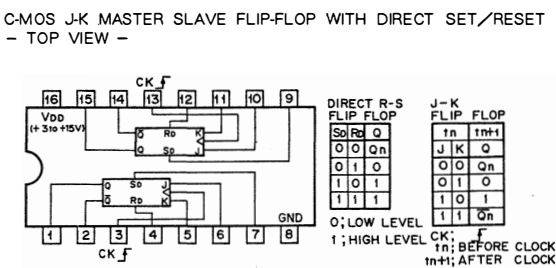 C-MOS J-K MASTER SLAVE FLIP-FLOP WITH DIRECT SET/RESET
- TOP VIEW -
CK
16 15 14 13 12 11 10 9
VDD
(+3 to +15V)
Q̅ RD K
Q SD J
Q SD J
Q̅ RD K
GND
1 2 3 4 5 6 7 8
CK
DIRECT R-S
FLIP FLOP
SD RD Q
0 0 Qn
0 1 0
1 0 1
1 1
0; LOW LEVEL
1; HIGH LEVEL
J-K
FLIP FLOP
tn tn+1
J K Q
0 0 Qn
0 1 0
1 0 1
1 1 Q̅n
CK;
tn; BEFORE CLOCK
tn+1; AFTER CLOCK